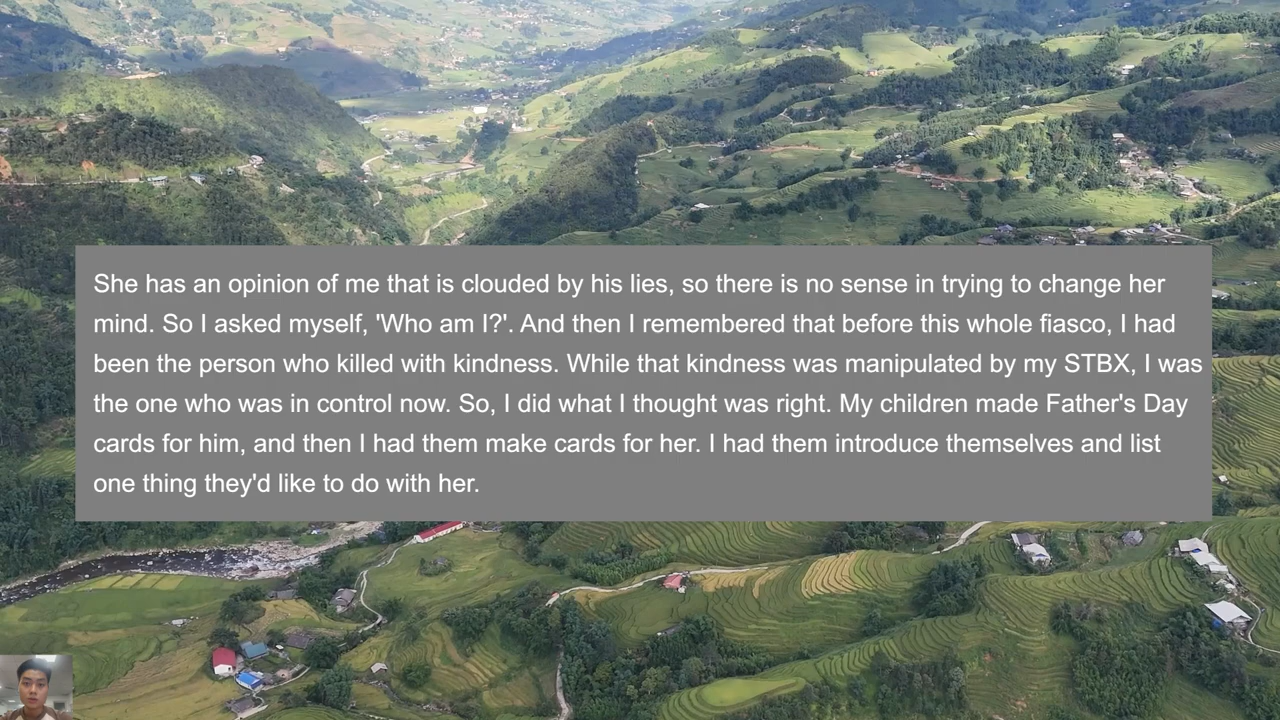 She has an opinion of me that is clouded by his lies, so there is no sense in trying to change her
mind. So I asked myself, 'Who am I?'. And then I remembered that before this whole fiasco, I had
been the person who killed with kindness. While that kindness was manipulated by my STBX, I was
the one who was in control now. So, I did what I thought was right. My children made Father's Day
cards for him, and then I had them make cards for her. I had them introduce themselves and list
one thing they'd like to do with her.